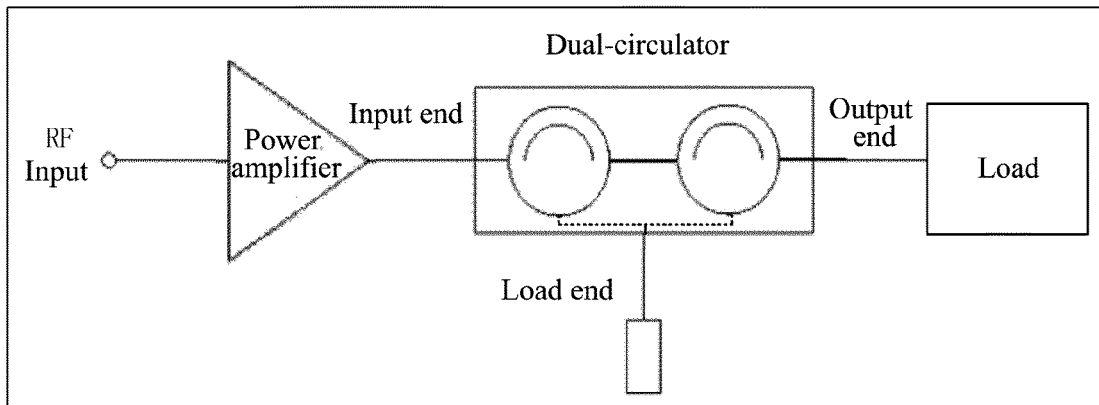 Dual-circulator
Input end
Output
end
RF
Input
Power
amplifier
Load
Load end